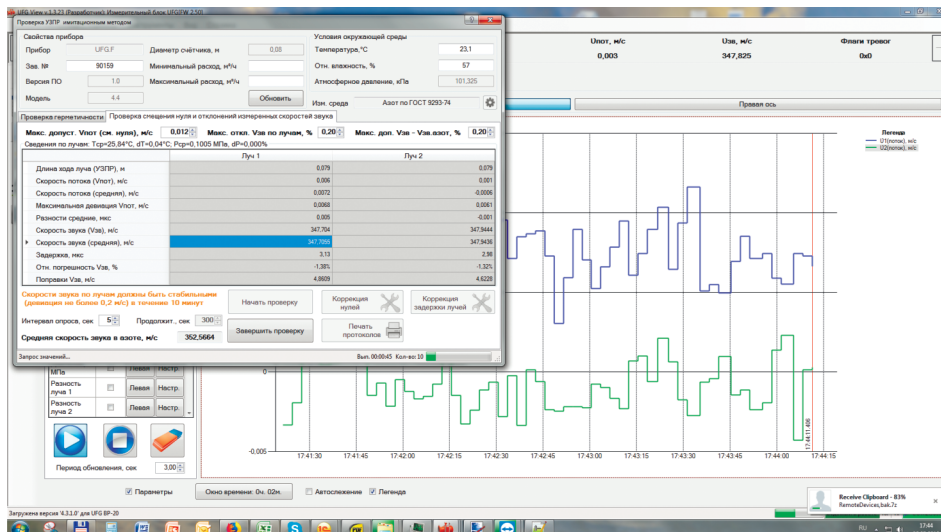 UFG View v.1.3.23 (Разработчик): Измерительный блок UFG(FW 2.50)
Проверка УЗПР имитационным методом
Свойства прибора
Прибор UFG.F Диаметр счётчика, м 0,08
Зав. № 90159 Минимальный расход, м³/ч
Версия ПО 1.0 Максимальный расход, м³/ч
Модель 4.4 Обновить
Условия окружающей среды
Температура,°C 23,1
Отн. влажность, % 57
Атмосферное давление, кПа 101,325
Изм. среда Азот по ГОСТ 9293-74
Uпот, м/с Uзв, м/с Флаги тревог
0,003 347,825 0x0
Правая ось
Проверка герметичности Проверка смещения нуля и отклонений измеренных скоростей звука
Макс. допуст. Vпот (см. нуля), м/с 0,012 Макс. откл. Vзв по лучам, % 0,20 Макс. доп. Vзв - Vзв.азот, % 0,20
Сведения по лучам: Tср=25,84°C, dT=0,04°C; Pср=0,1005 МПа, dP=0,000%
Луч 1 Луч 2
Длина хода луча (УЗПР), м 0,079 0,079
Скорость потока (Vпот), м/с 0,006 0,001
Скорость потока (средняя), м/с 0,0072 -0,0006
Максимальная девиация Vпот, м/с 0,0068 0,0061
Разности средние, мкс 0,005 -0,001
Скорость звука (Vзв), м/с 347,704 347,9444
Скорость звука (средняя), м/с 347,7055 347,9436
Задержка, мкс 3,13 2,98
Отн. погрешность Vзв, % -1,38% -1,32%
Поправки Vзв, м/с 4,8609 4,6228
Скорости звука по лучам должны быть стабильными
(девиация не более 0,2 м/с) в течение 10 минут
Начать проверку
Коррекция нулей
Коррекция задержки лучей
Интервал опроса, сек 5 Продолжит., сек 300
Завершить проверку
Печать протоколов
Средняя скорость звука в азоте, м/с 352,5664
Запрос значений... Вып. 00:00:45 Кол-во: 10
Легенда
U1(поток), м/с
U2(поток), м/с
МПа Левая Настр.
Разность луча 1 Левая Настр.
Разность луча 2 Левая Настр.
0
-0.005
17:41:30 17:41:45 17:42:00 17:42:15 17:42:30 17:42:45 17:43:00 17:43:15 17:43:30 17:43:45 17:44:00 17:44:15
17:44:11.406
Период обновления, сек 3,00
Параметры Окно времени: 0ч. 02м. Автослежение Легенда
Receive Clipboard - 83%
RemoteDevices,bak.7z
Загружена версия '4.3.1.0' для UFG BP-20
RU 17:44